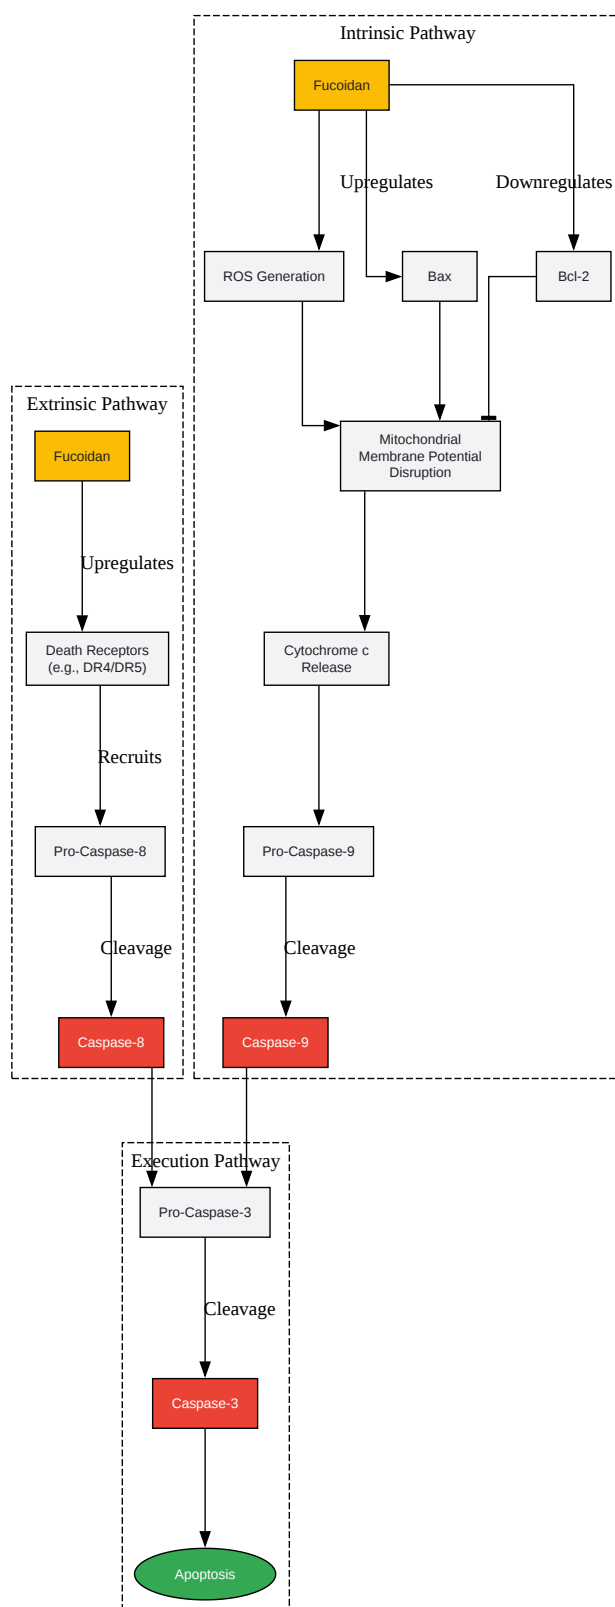 Intrinsic Pathway
Fucoidan
Upregulates
Downregulates
ROS Generation
Bax
Bcl-2
Mitochondrial
Membrane Potential
Disruption
Cytochrome c
Release
Pro-Caspase-9
Cleavage
Caspase-9
Extrinsic Pathway
Fucoidan
Upregulates
Death Receptors
(e.g., DR4/DR5)
Recruits
Pro-Caspase-8
Cleavage
Caspase-8
Execution Pathway
Pro-Caspase-3
Cleavage
Caspase-3
Apoptosis